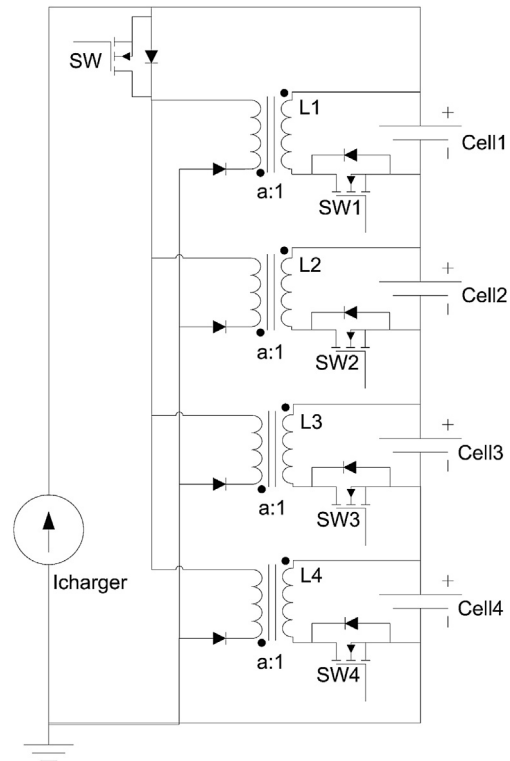 SW
L1
+
Cell1
a:1
SW1
L2
+
Cell2
a:1
SW2
L3
+
Cell3
a:1
SW3
Icharger
L4
+
Cell4
a:1
SW4